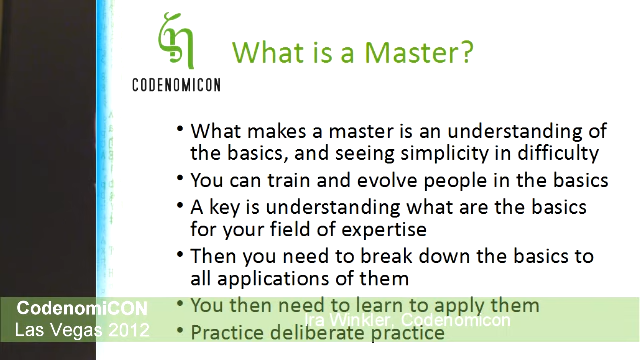 CODENOMICON
What is a Master?
• What makes a master is an understanding of
the basics, and seeing simplicity in difficulty
• You can train and evolve people in the basics
• A key is understanding what are the basics
for your field of expertise
• Then you need to break down the basics to
all applications of them
• You then need to learn to apply them
• Practice deliberate practice
CodenomiCON
Las Vegas 2012
Ira Winkler, Codenomicon